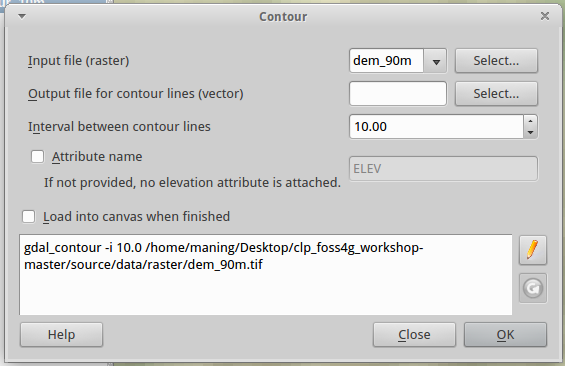 Contour
Input file (raster)
dem_90m
Select...
Output file for contour lines (vector)
Select...
Interval between contour lines
10.00
Attribute name
If not provided, no elevation attribute is attached.
ELEV
Load into canvas when finished
gdal_contour -i 10.0 /home/maning/Desktop/clp_foss4g_workshop-
master/source/data/raster/dem_90m.tif
Help
Close
OK